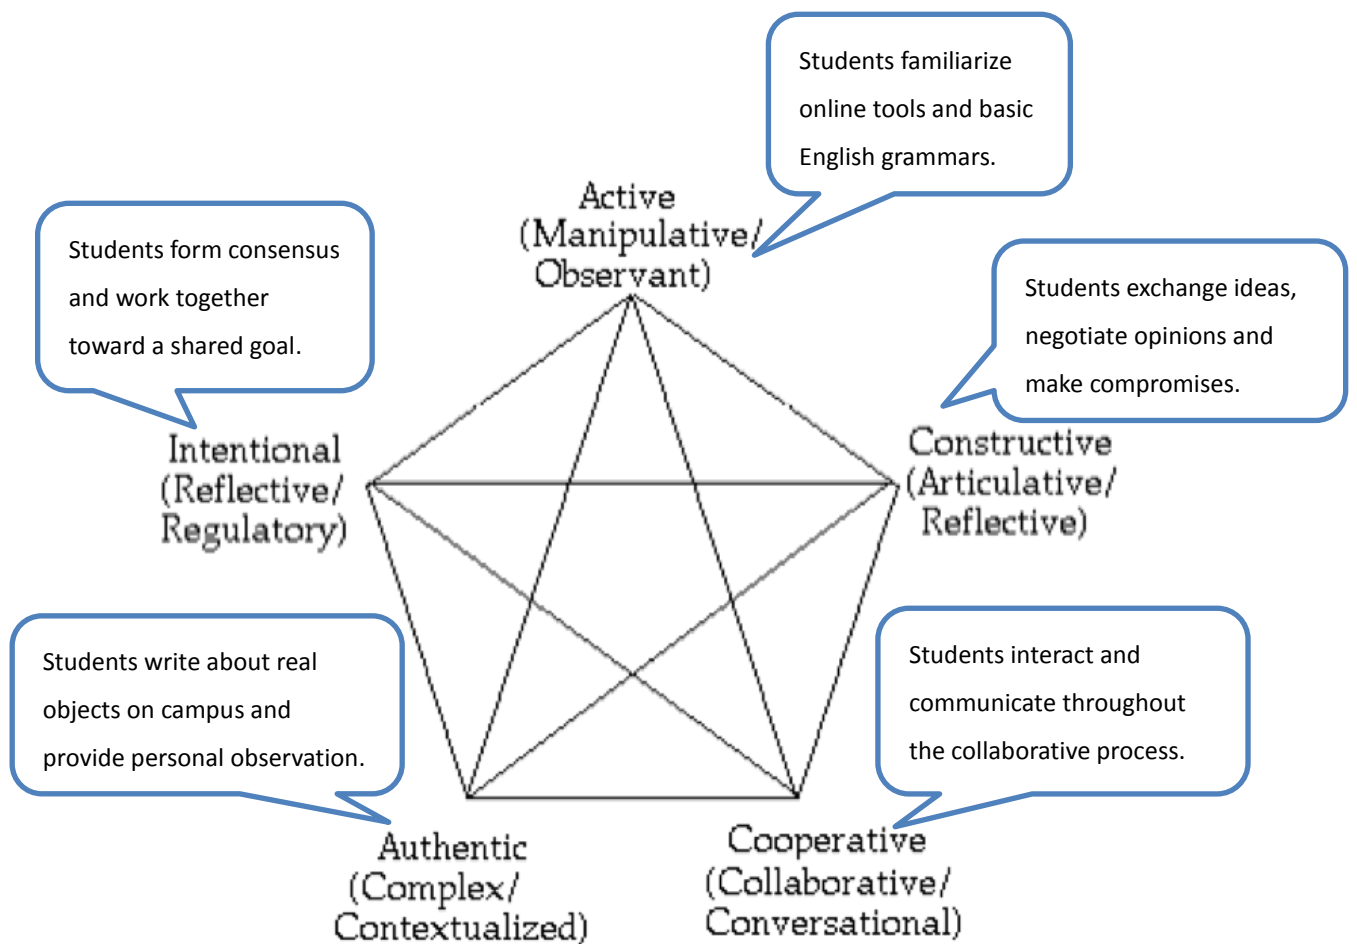 Students familiarize
online tools and basic
English grammars.
Active
(Manipulative/
Observant)
Students form consensus
and work together
toward a shared goal.
Students exchange ideas,
negotiate opinions and
make compromises.
Intentional
(Reflective/
Regulatory)
Constructive
(Articulative/
Reflective)
Students write about real
objects on campus and
provide personal observation.
Students interact and
communicate throughout
the collaborative process.
Authentic
(Complex/
Contextualized)
Cooperative
(Collaborative/
Conversational)